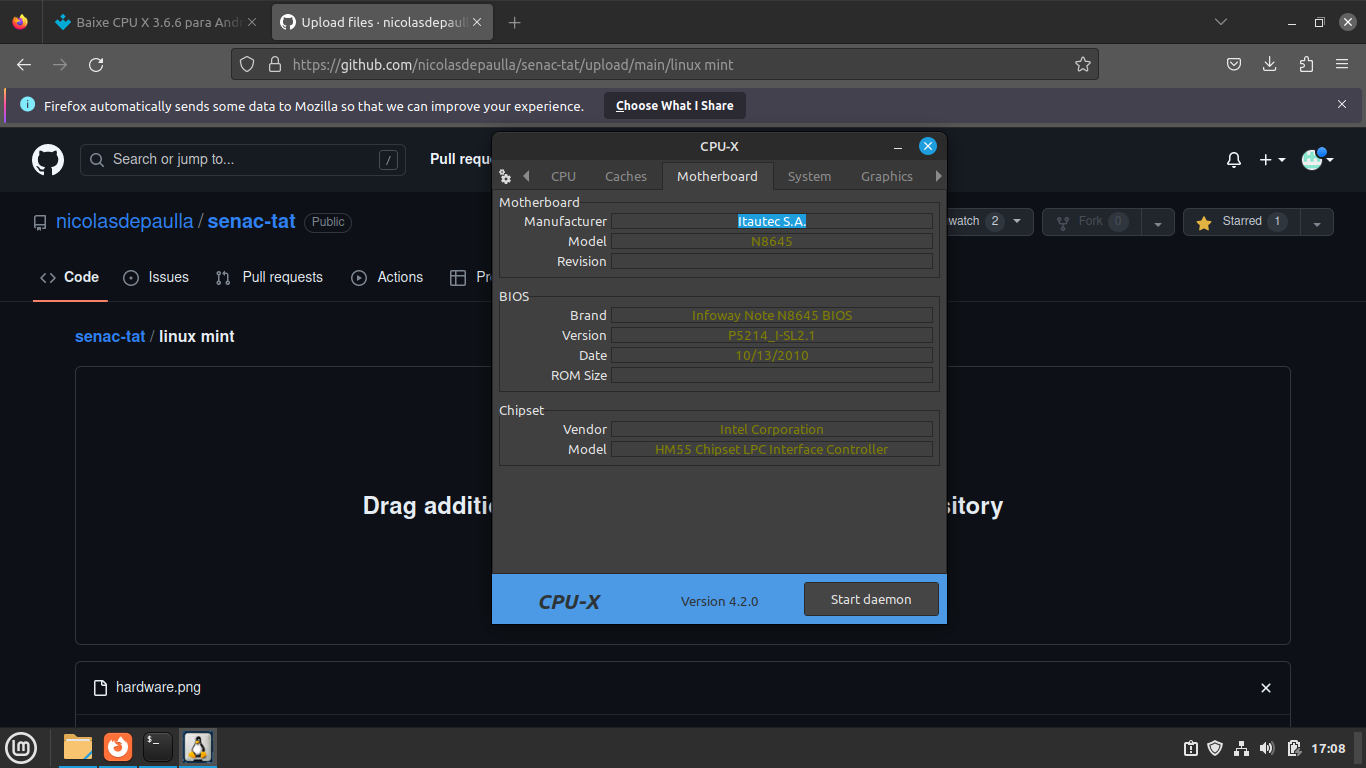 Baixe CPU X 3.6.6 para Andr
Upload files · nicolasdepaull
https://github.com/nicolasdepaulla/senac-tat/upload/main/linux mint
Firefox automatically sends some data to Mozilla so that we can improve your experience.
Choose What I Share
Search or jump to...
/
Pull requ
nicolasdepaulla / senac-tat
Public
watch 2
Fork 0
Starred 1
Code
Issues
Pull requests
Actions
Pr
senac-tat / linux mint
Drag additi
sitory
hardware.png
CPU-X
CPU
Caches
Motherboard
System
Graphics
Motherboard
Manufacturer Itautec S.A.
Model N8645
Revision
BIOS
Brand Infoway Note N8645 BIOS
Version P5214_I-SL2.1
Date 10/13/2010
ROM Size
Chipset
Vendor Intel Corporation
Model HM55 Chipset LPC Interface Controller
CPU-X
Version 4.2.0
Start daemon
17:08